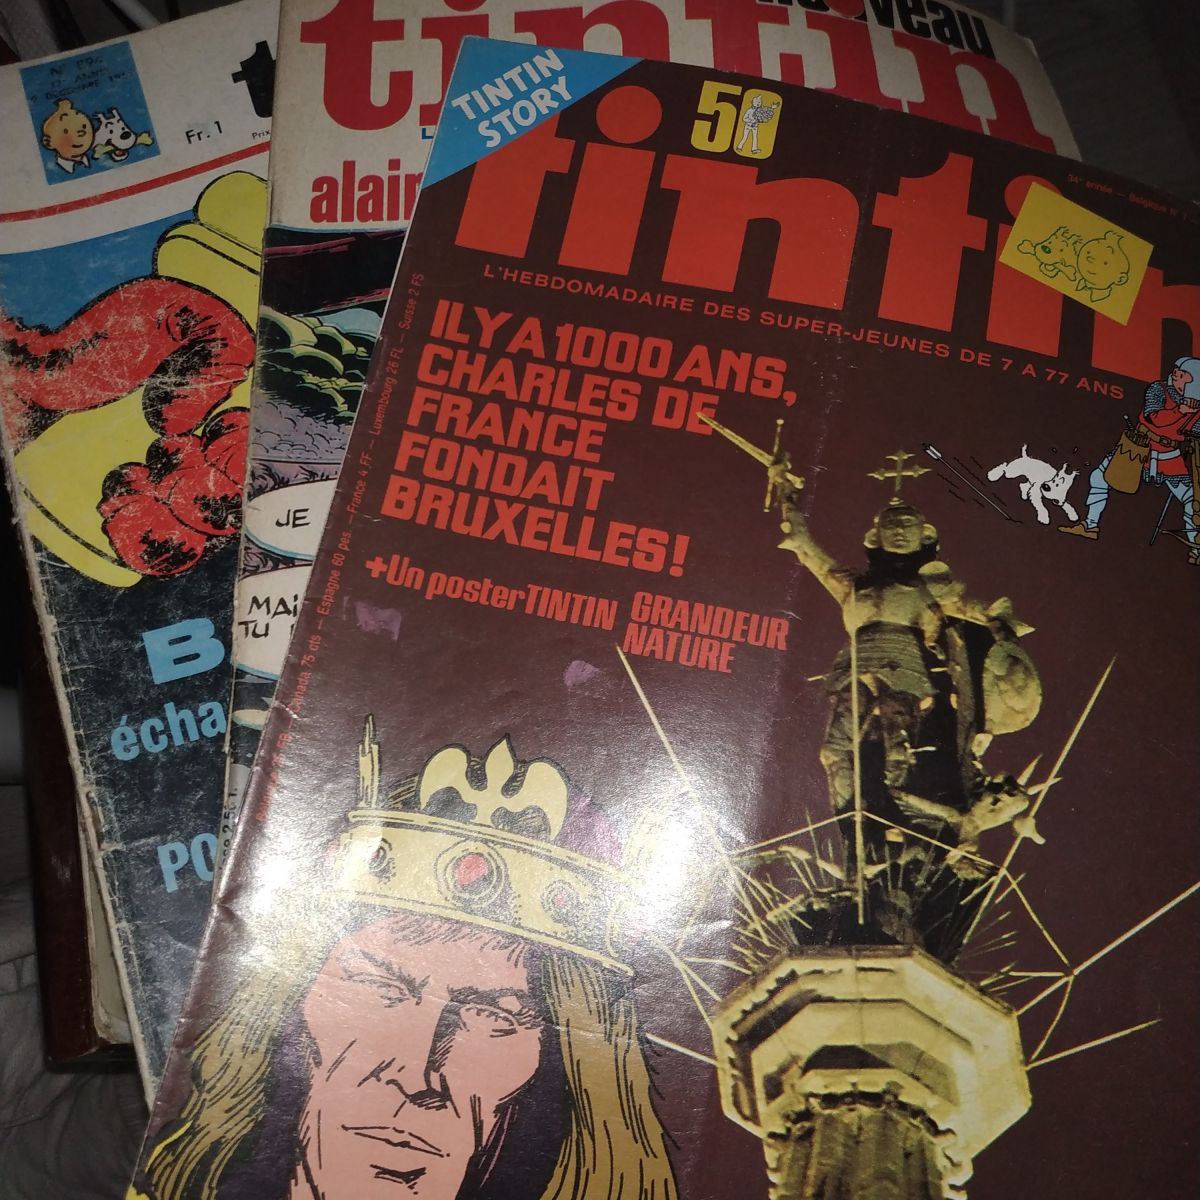 TINTIN
STORY
50
tintin
34e année — Belgique N°
L'HEBDOMADAIRE DES SUPER-JEUNES DE 7 A 77 ANS
IL Y A 1000 ANS,
CHARLES DE
FRANCE
FONDAIT
BRUXELLES!
+Un poster TINTIN GRANDEUR
NATURE
Canada 75 cts — Espagne 60 pes. — France 4 FF — Luxembourg 26 FL — Suisse 2 FS
nouveau
tintin
alain
JE
MAI
TU
Fr. 1
écha
PO